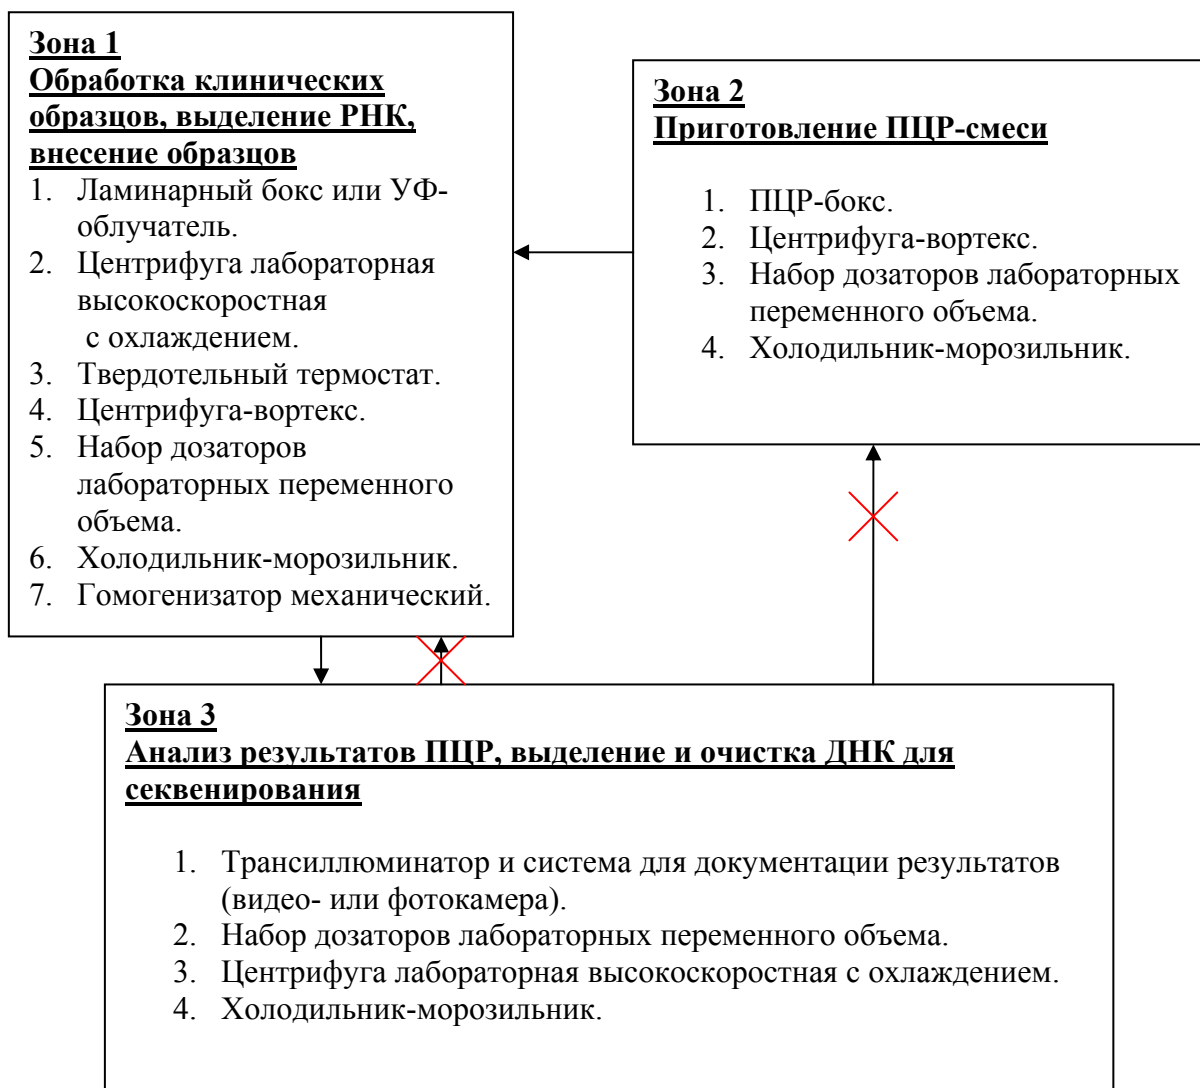 Зона 1
Обработка клинических
образцов, выделение РНК,
внесение образцов
1. Ламинарный бокс или УФ-
облучатель.
2. Центрифуга лабораторная
высокоскоростная
с охлаждением.
3. Твердотельный термостат.
4. Центрифуга-вортекс.
5. Набор дозаторов
лабораторных переменного
объема.
6. Холодильник-морозильник.
7. Гомогенизатор механический.
Зона 2
Приготовление ПЦР-смеси
1. ПЦР-бокс.
2. Центрифуга-вортекс.
3. Набор дозаторов лабораторных
переменного объема.
4. Холодильник-морозильник.
Зона 3
Анализ результатов ПЦР, выделение и очистка ДНК для
секвенирования
1. Трансиллюминатор и система для документации результатов
(видео- или фотокамера).
2. Набор дозаторов лабораторных переменного объема.
3. Центрифуга лабораторная высокоскоростная с охлаждением.
4. Холодильник-морозильник.